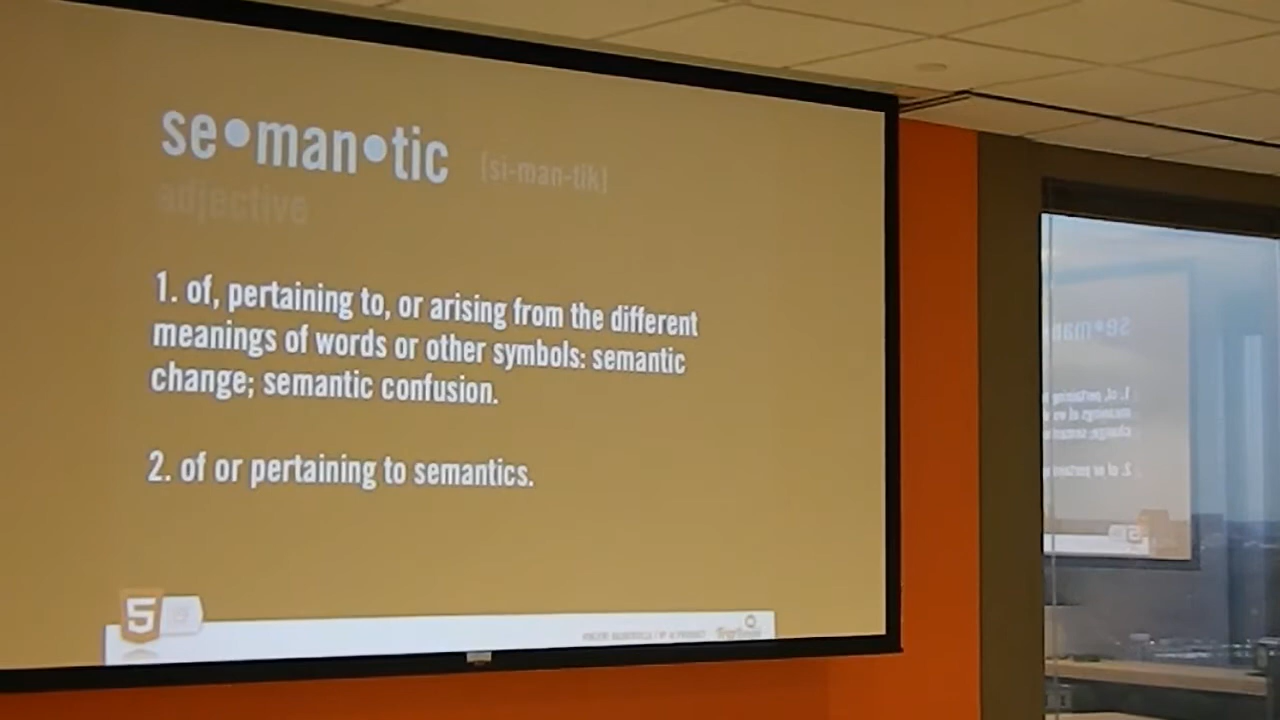 se•man•tic [si-man-tik]
adjective
1. of, pertaining to, or arising from the different
meanings of words or other symbols: semantic
change; semantic confusion.
2. of or pertaining to semantics.
5